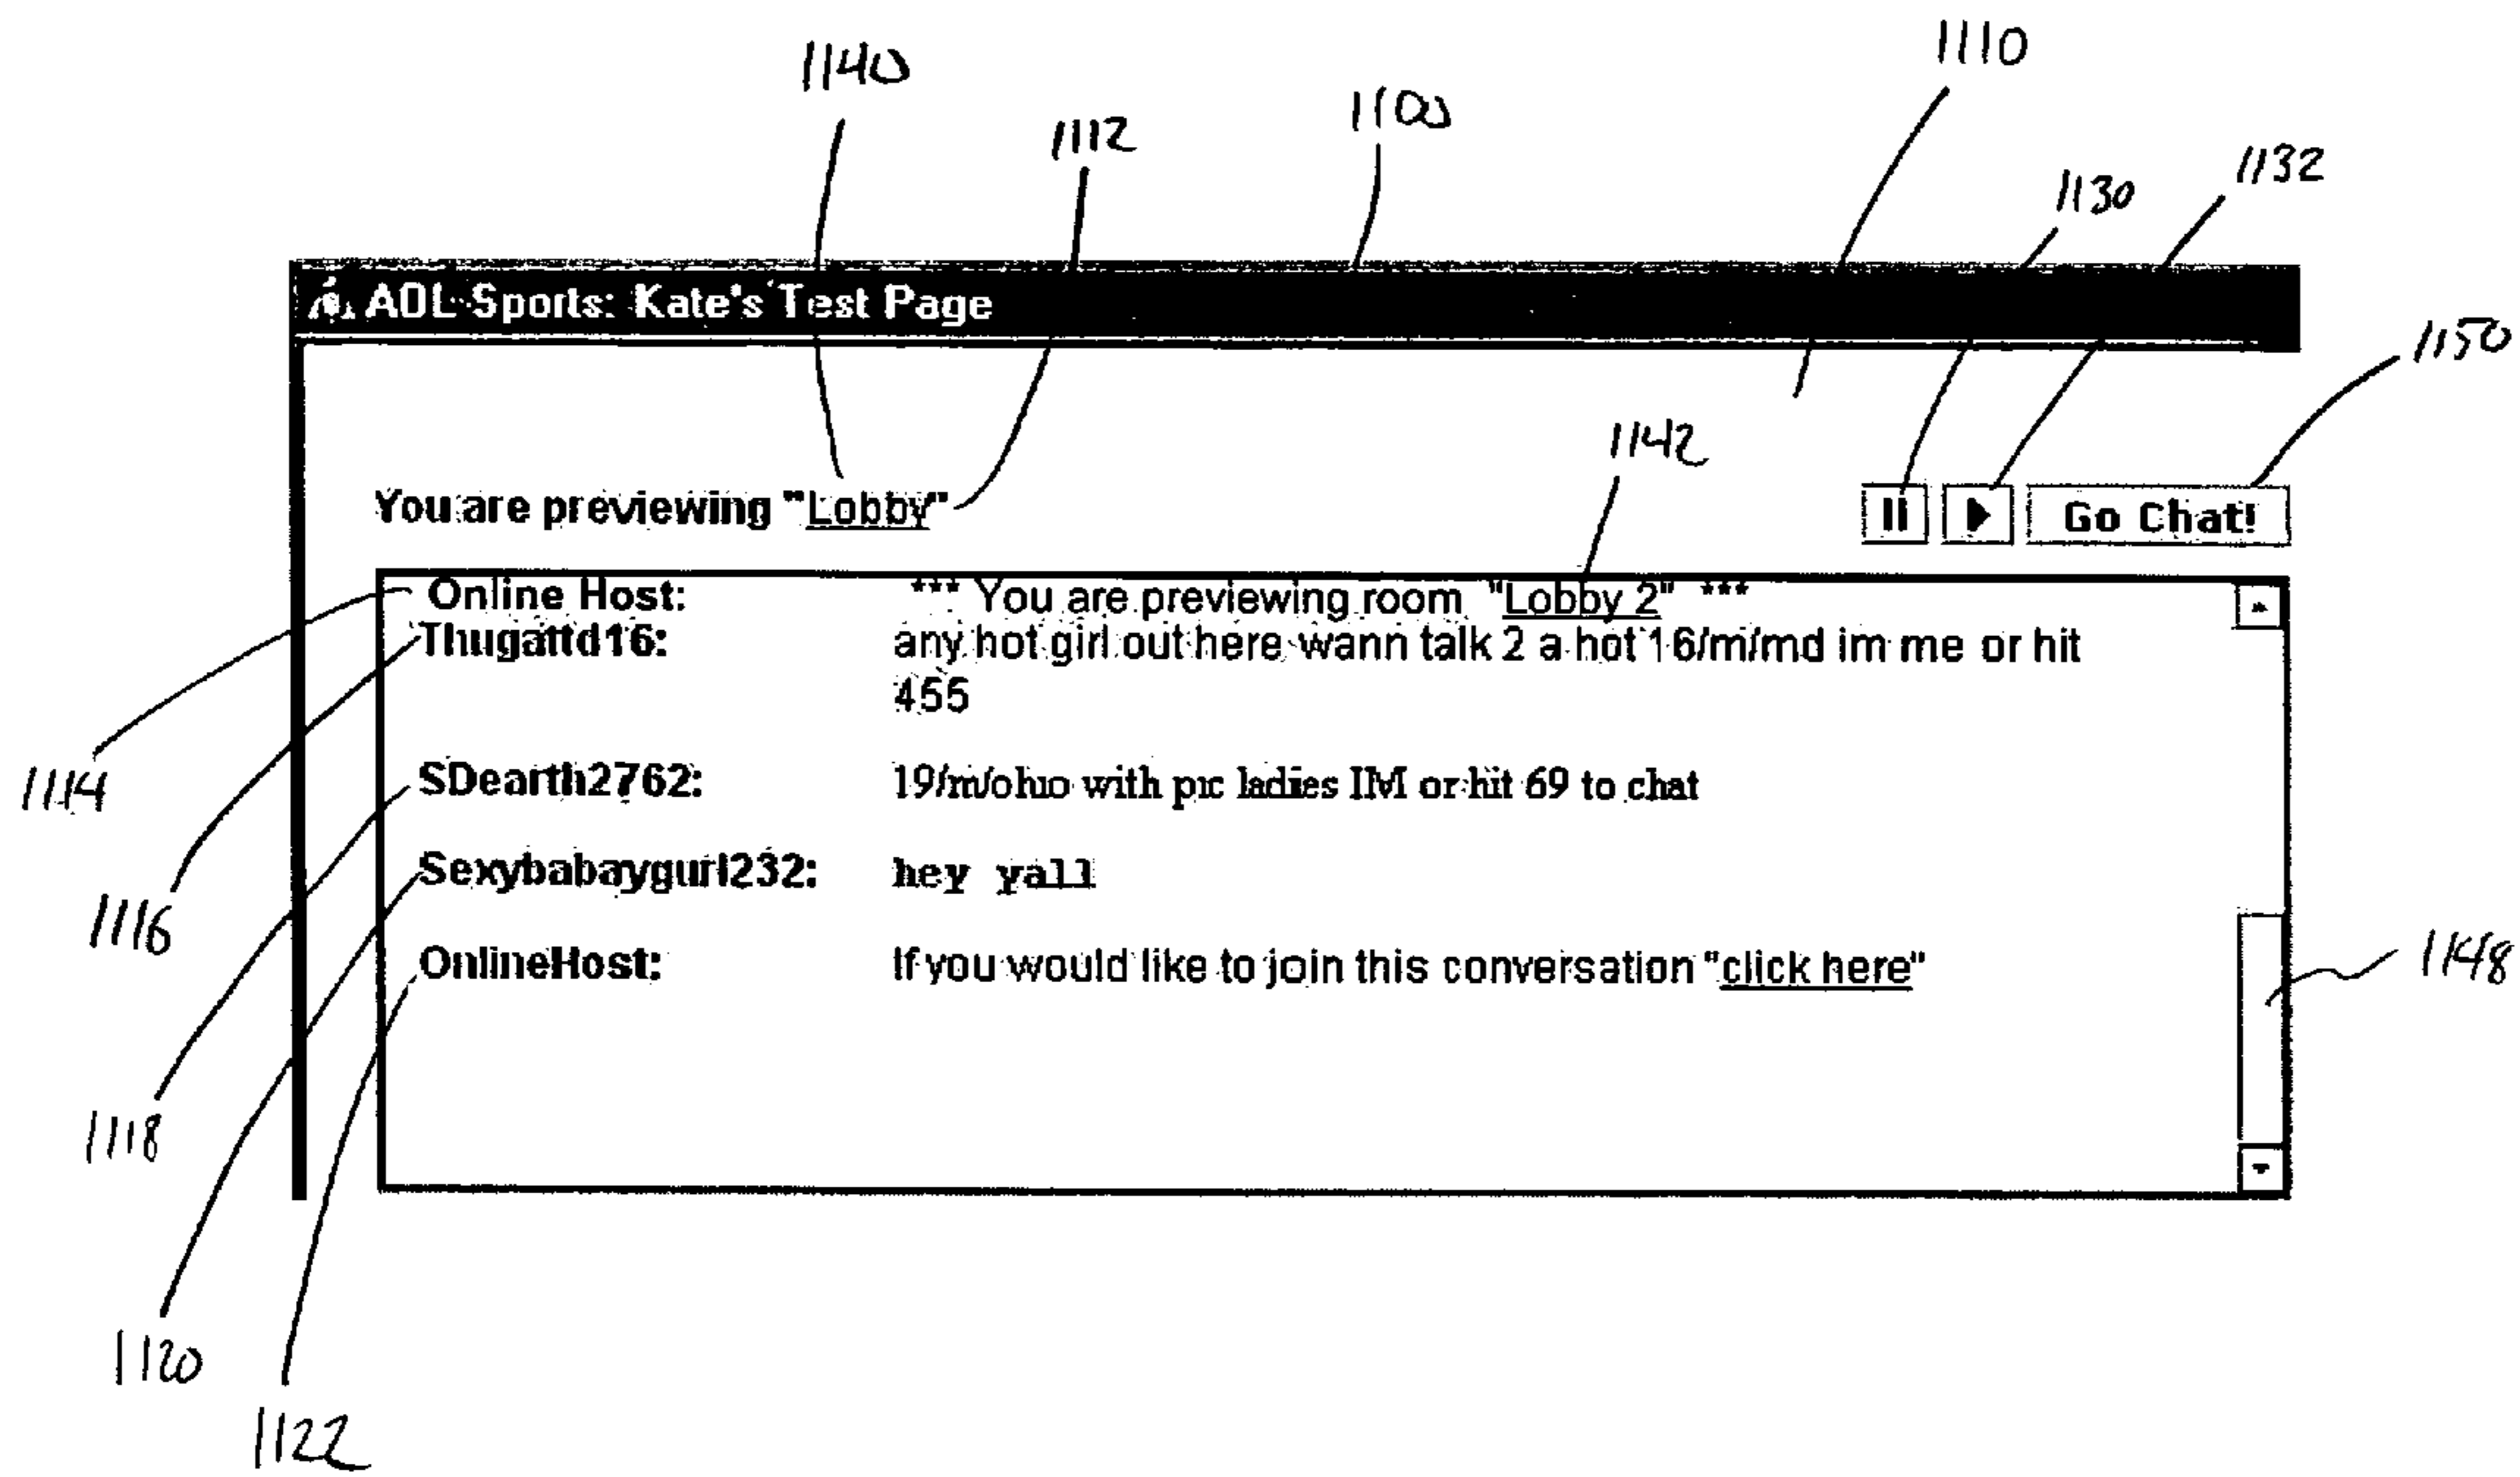 1140
1112
1100
1110
1130
1132
AOL Sports: Kate's Test Page
1150
1142
You are previewing "Lobby"
Go Chat!
Online Host: *** You are previewing room "Lobby 2" ***
Thugattd16: any hot girl out here wann talk 2 a hot 16/m/md im me or hit
455
1114
SDearth2762: 19/m/ohio with pic ladies IM or hit 69 to chat
Sexybabaygurl232: hey yall
1116
OnlineHost: If you would like to join this conversation "click here"
1148
1118
1120
1122